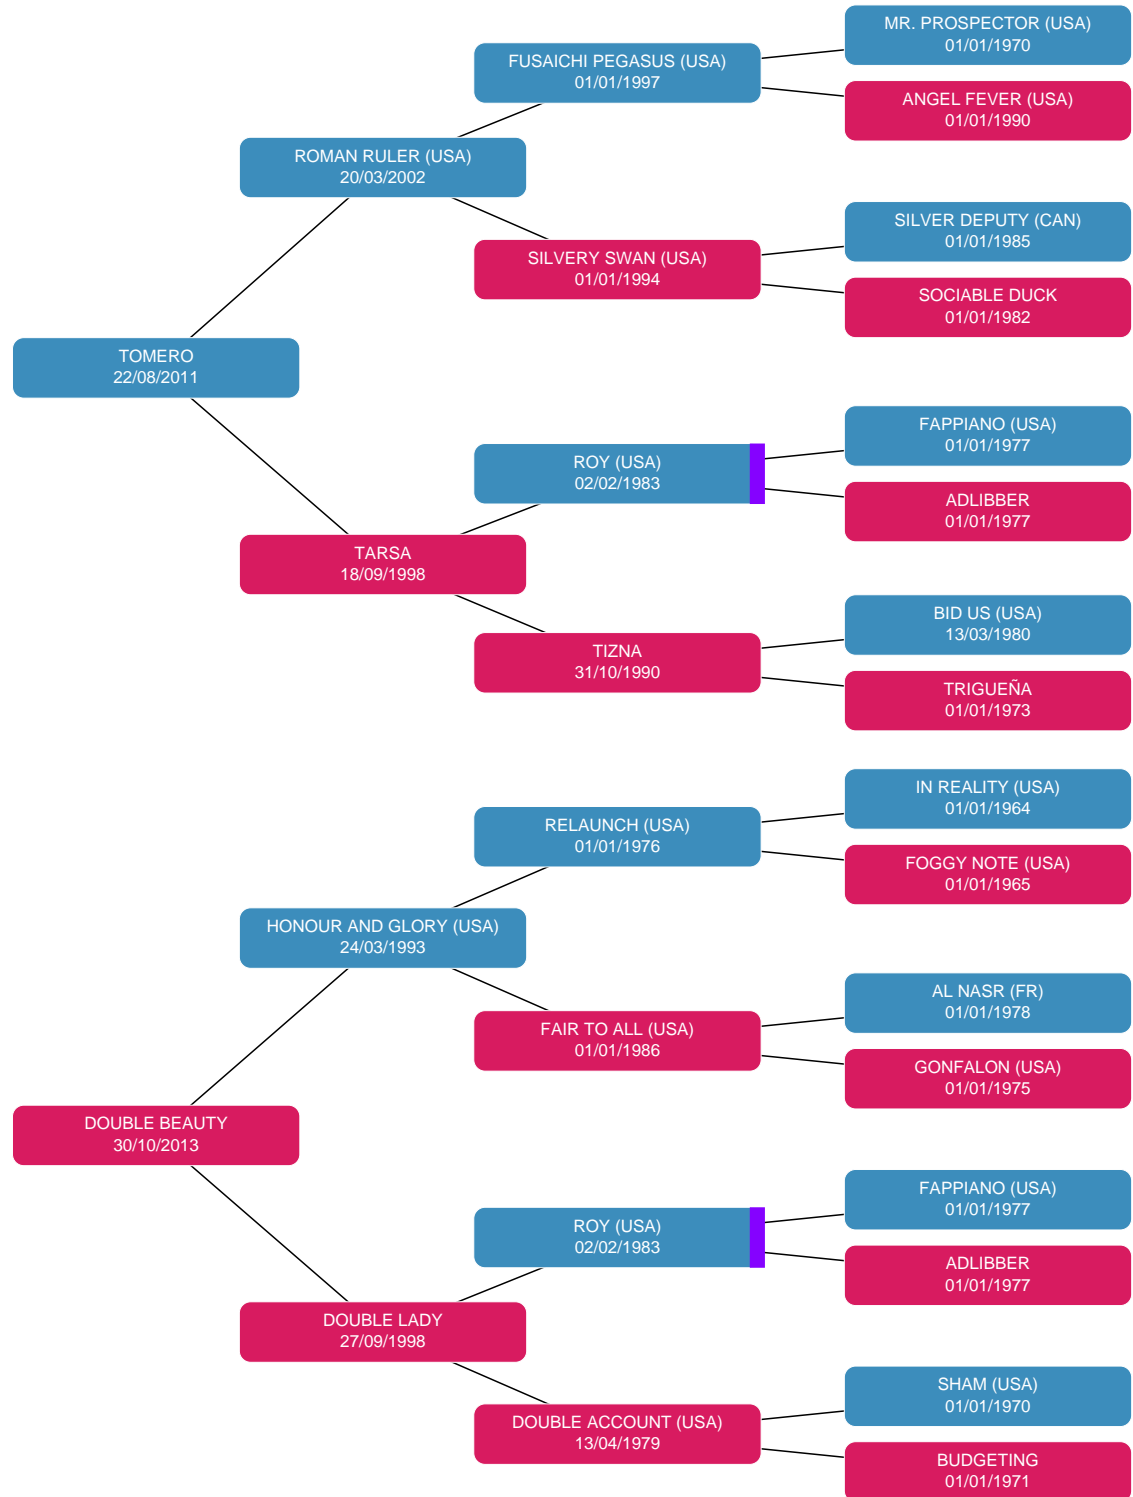 MR. PROSPECTOR (USA)
01/01/1970
FUSAICHI PEGASUS (USA)
01/01/1997
ANGEL FEVER (USA)
01/01/1990
ROMAN RULER (USA)
20/03/2002
SILVER DEPUTY (CAN)
01/01/1985
SILVERY SWAN (USA)
01/01/1994
SOCIABLE DUCK
01/01/1982
TOMERO
22/08/2011
FAPPIANO (USA)
01/01/1977
ROY (USA)
02/02/1983
ADLIBBER
01/01/1977
TARSA
18/09/1998
BID US (USA)
13/03/1980
TIZNA
31/10/1990
TRIGUEÑA
01/01/1973
IN REALITY (USA)
01/01/1964
RELAUNCH (USA)
01/01/1976
FOGGY NOTE (USA)
01/01/1965
HONOUR AND GLORY (USA)
24/03/1993
AL NASR (FR)
01/01/1978
FAIR TO ALL (USA)
01/01/1986
GONFALON (USA)
01/01/1975
DOUBLE BEAUTY
30/10/2013
FAPPIANO (USA)
01/01/1977
ROY (USA)
02/02/1983
ADLIBBER
01/01/1977
DOUBLE LADY
27/09/1998
SHAM (USA)
01/01/1970
DOUBLE ACCOUNT (USA)
13/04/1979
BUDGETING
01/01/1971